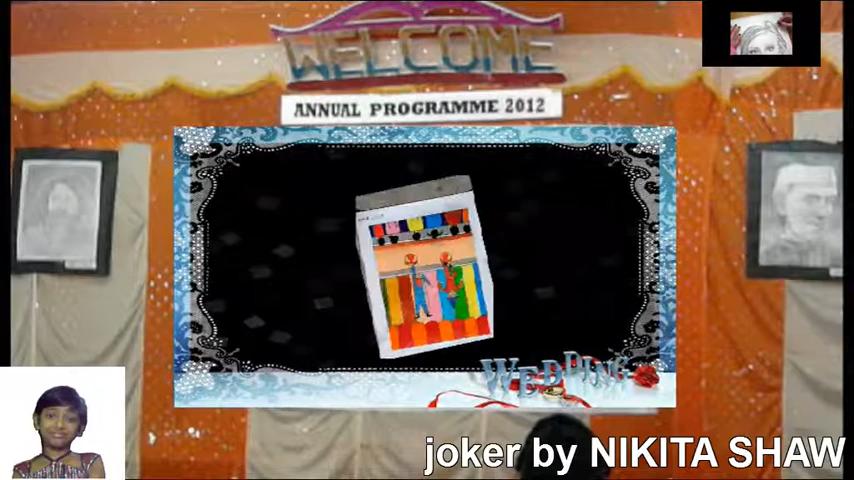 WELCOME
ANNUAL PROGRAMME 2012
WEDDING
joker by NIKITA SHAW